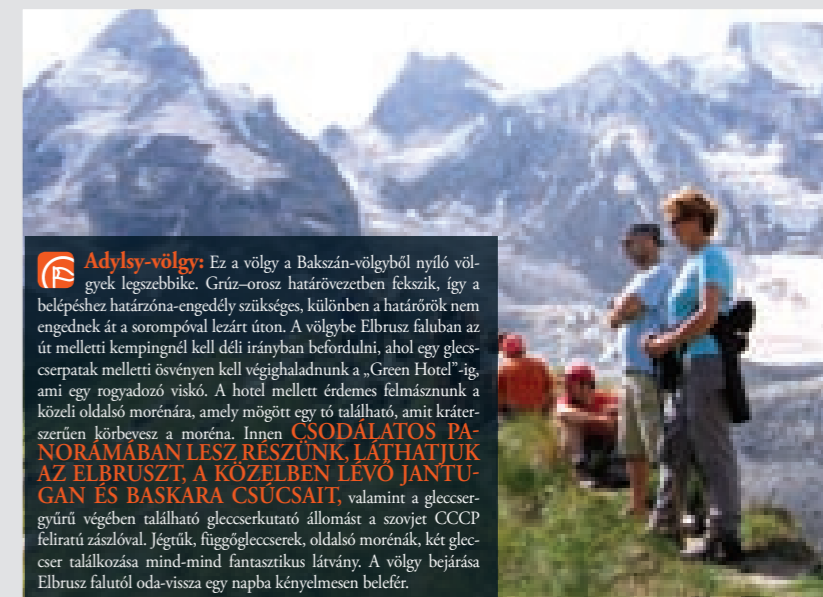 Adylsy-völgy: Ez a völgy a Bakszán-völgyből nyíló völ-
gyek legszebbike. Grúz–orosz határövezetben fekszik, így a
belépéshez határzóna-engedély szükséges, különben a határőrök nem
engednek át a sorompóval lezárt úton. A völgybe Elbrusz faluban az
út melletti kempingnél kell déli irányban befordulni, ahol egy glecs-
cserpatak melletti ösvényen kell végighaladnunk a „Green Hotel”-ig,
ami egy rogyadozó viskó. A hotel mellett érdemes felmásznunk a
közeli oldalsó morénára, amely mögött egy tó található, amit kráter-
szerűen körbevesz a moréna. Innen CSODÁLATOS PA-
NORÁMÁBAN LESZ RÉSZÜNK, LÁTHATJUK
AZ ELBRUSZT, A KÖZELBEN LÉVŐ JANTU-
GAN ÉS BASKARA CSÚCSAIT, valamint a gleccser-
gyűrű végében található gleccserkutató állomást a szovjet CCCP
feliratú zászlóval. Jégtűk, függőgleccserek, oldalsó morénák, két glec-
cser találkozása mind-mind fantasztikus látvány. A völgy bejárása
Elbrusz falutól oda-vissza egy napba kényelmesen belefér.